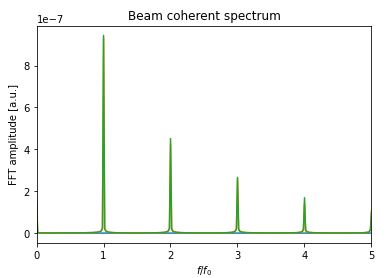 Beam coherent spectrum
1e-7
FFT amplitude [a.u.]
8
6
4
2
0
0 1 2 3 4 5
f/f₀